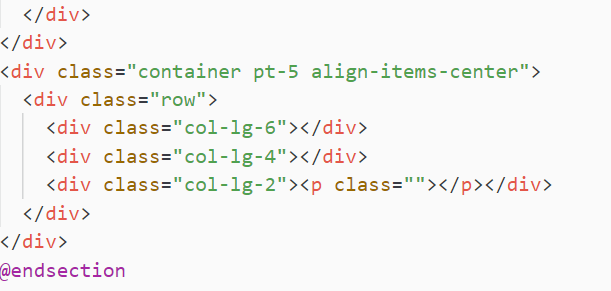 </div>
</div>
<div class="container pt-5 align-items-center">
<div class="row">
<div class="col-lg-6"></div>
<div class="col-lg-4"></div>
<div class="col-lg-2"><p class=""></p></div>
</div>
</div>
@endsection